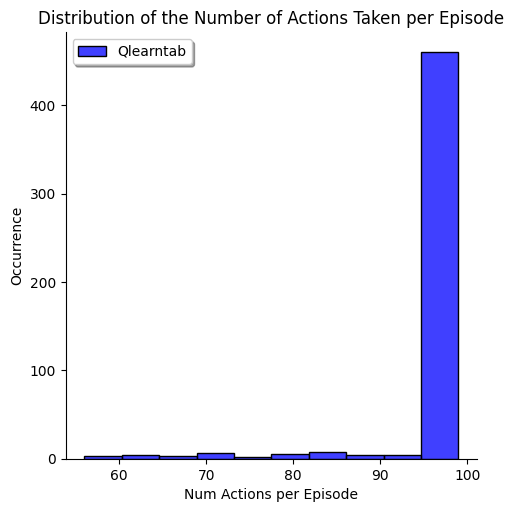 Distribution of the Number of Actions Taken per Episode
Qlearntab
Occurrence
400
300
200
100
0
60 70 80 90 100
Num Actions per Episode